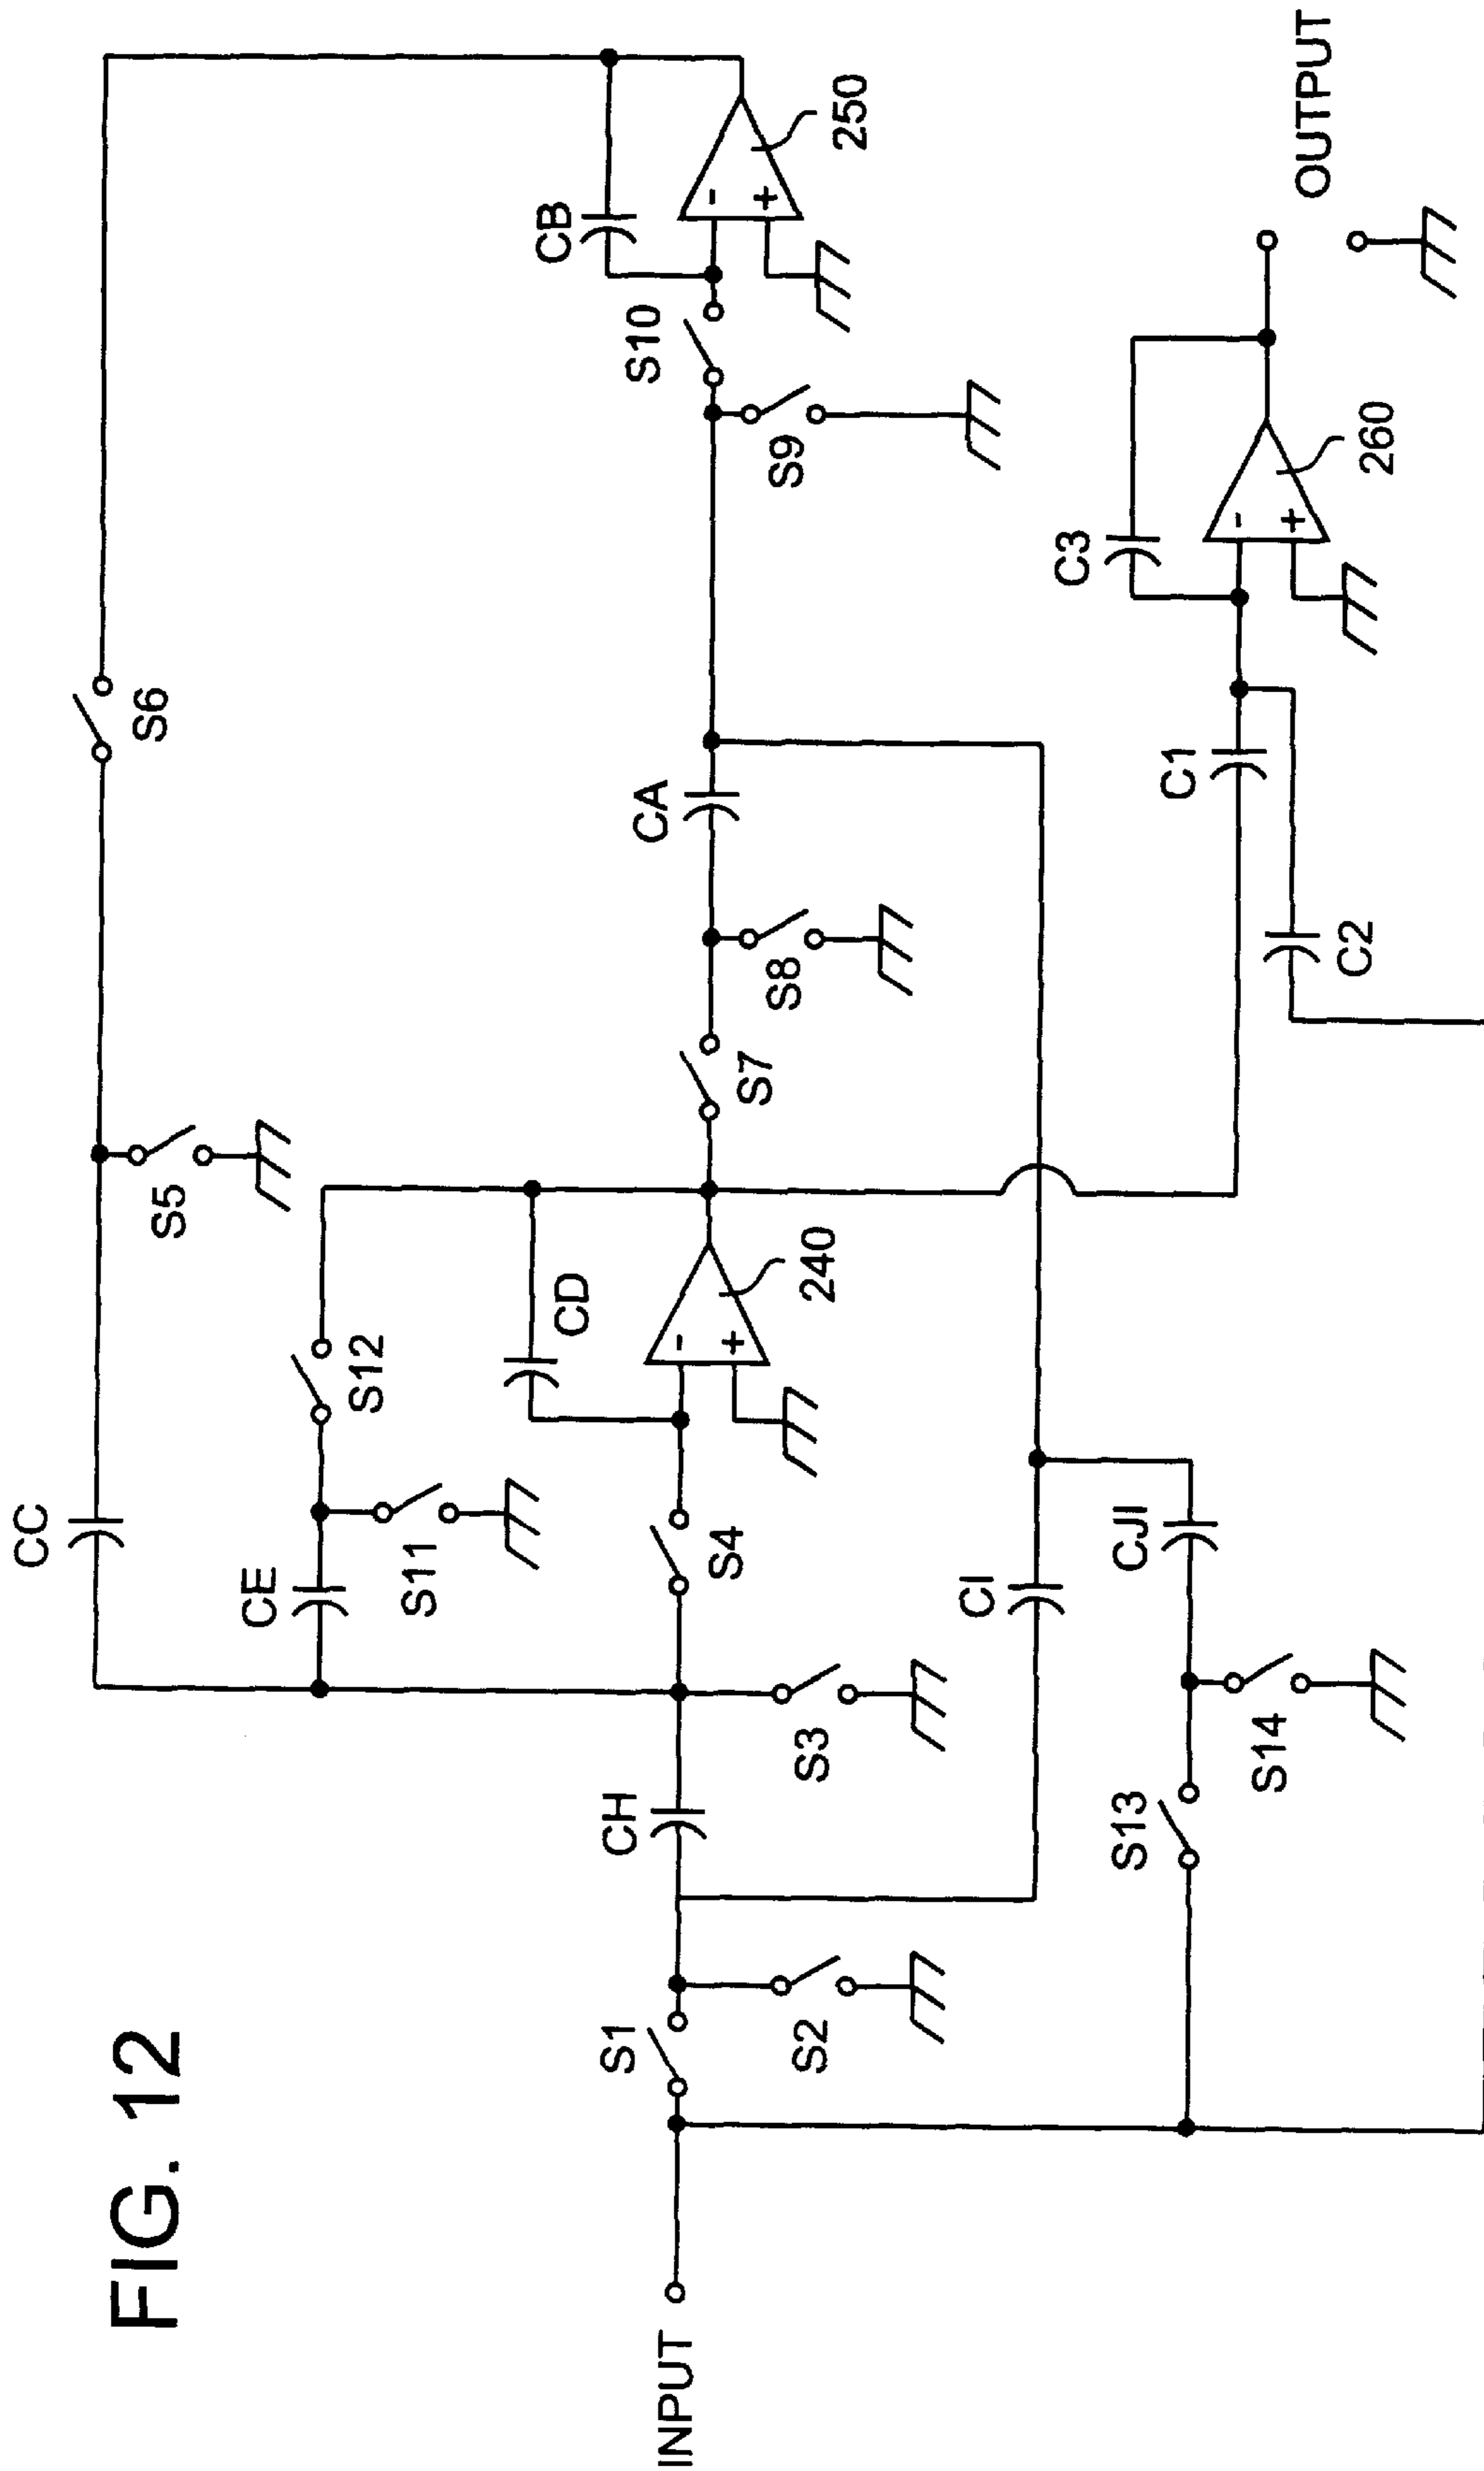 FIG. 12
CC
S6
S5
CE
S12
S11
CD
CB
S10
250
CA
S9
S7
S8
S4
240
CH
S3
S1
S2
INPUT
CI
CJI
S13
S14
C3
C1
C2
260
OUTPUT
-
+
-
+
-
+